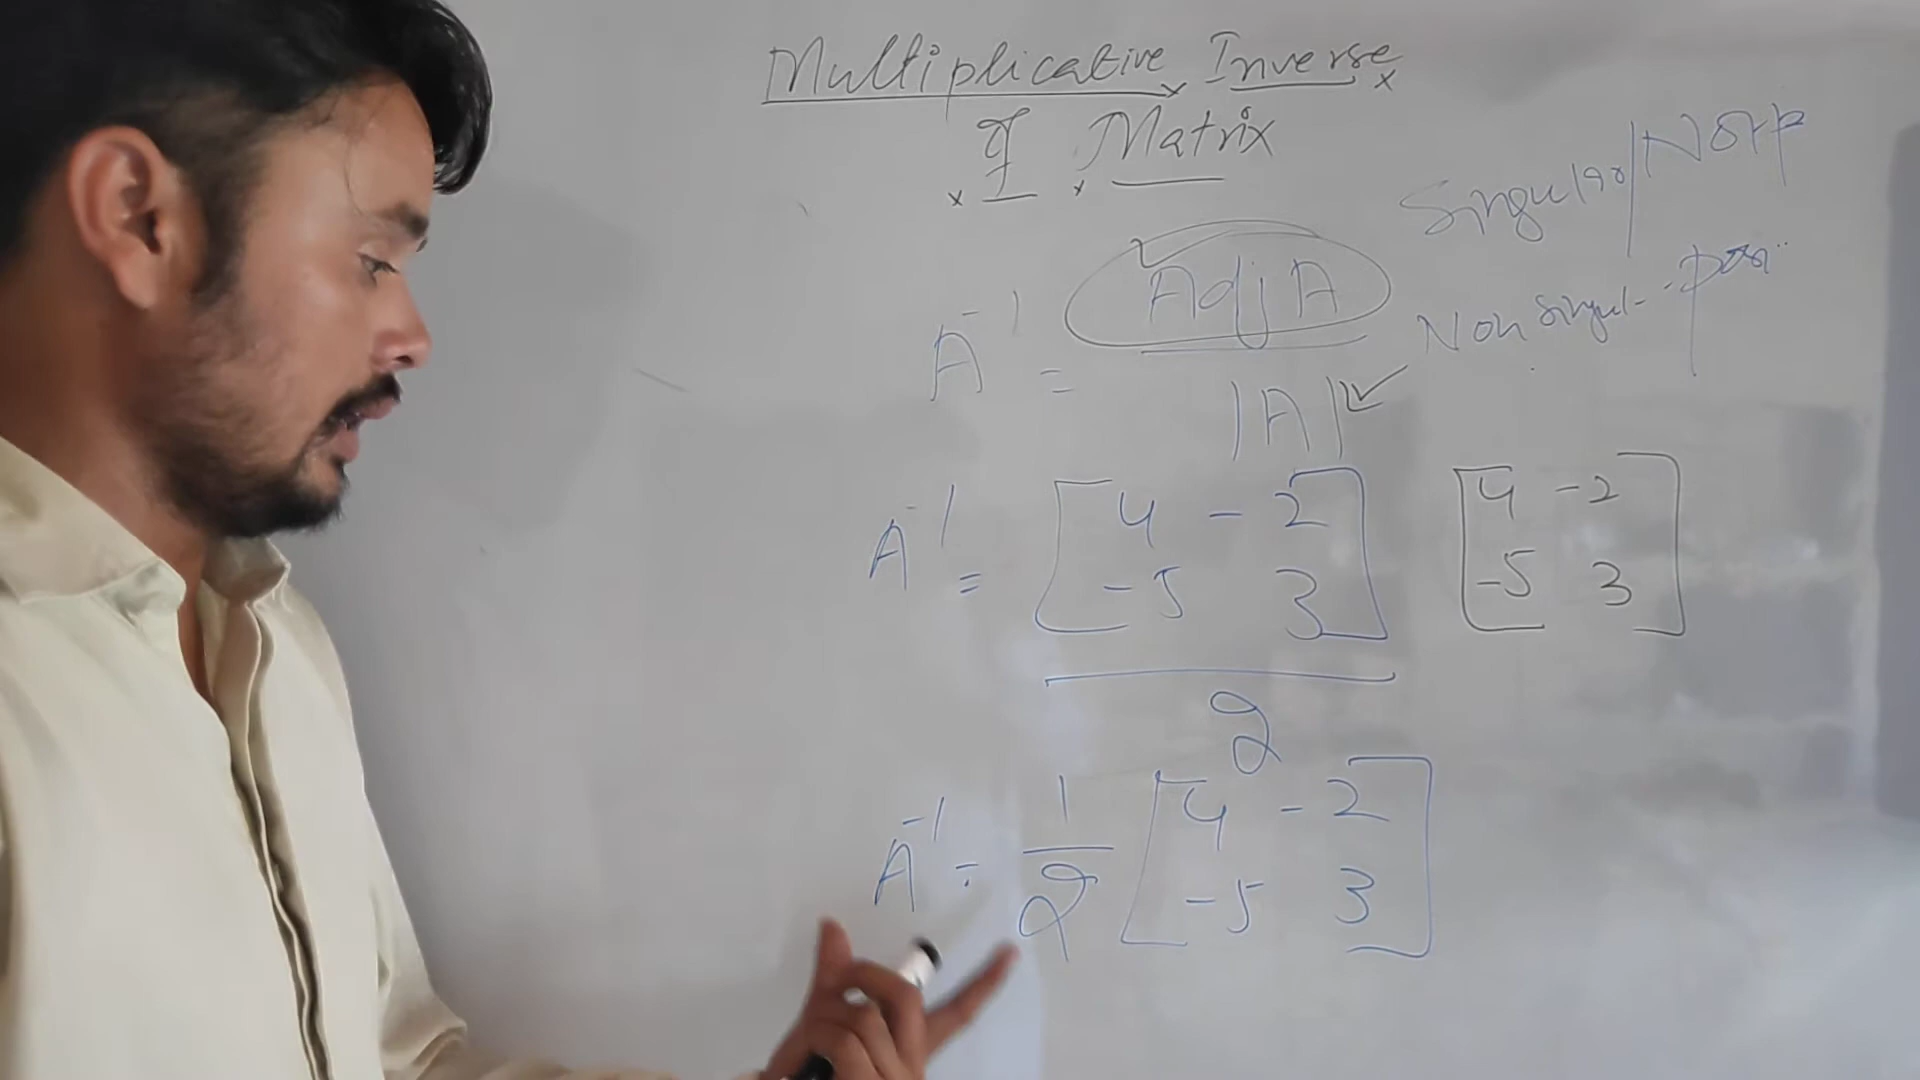 Multiplicative Inverse
Of Matrix
Singular
Non Singul-
A⁻¹ = Adj A
|A|
A⁻¹ = [4 -2
-5 3]
2
[4 -2
-5 3]
A⁻¹ = 1/2 [4 -2
-5 3]